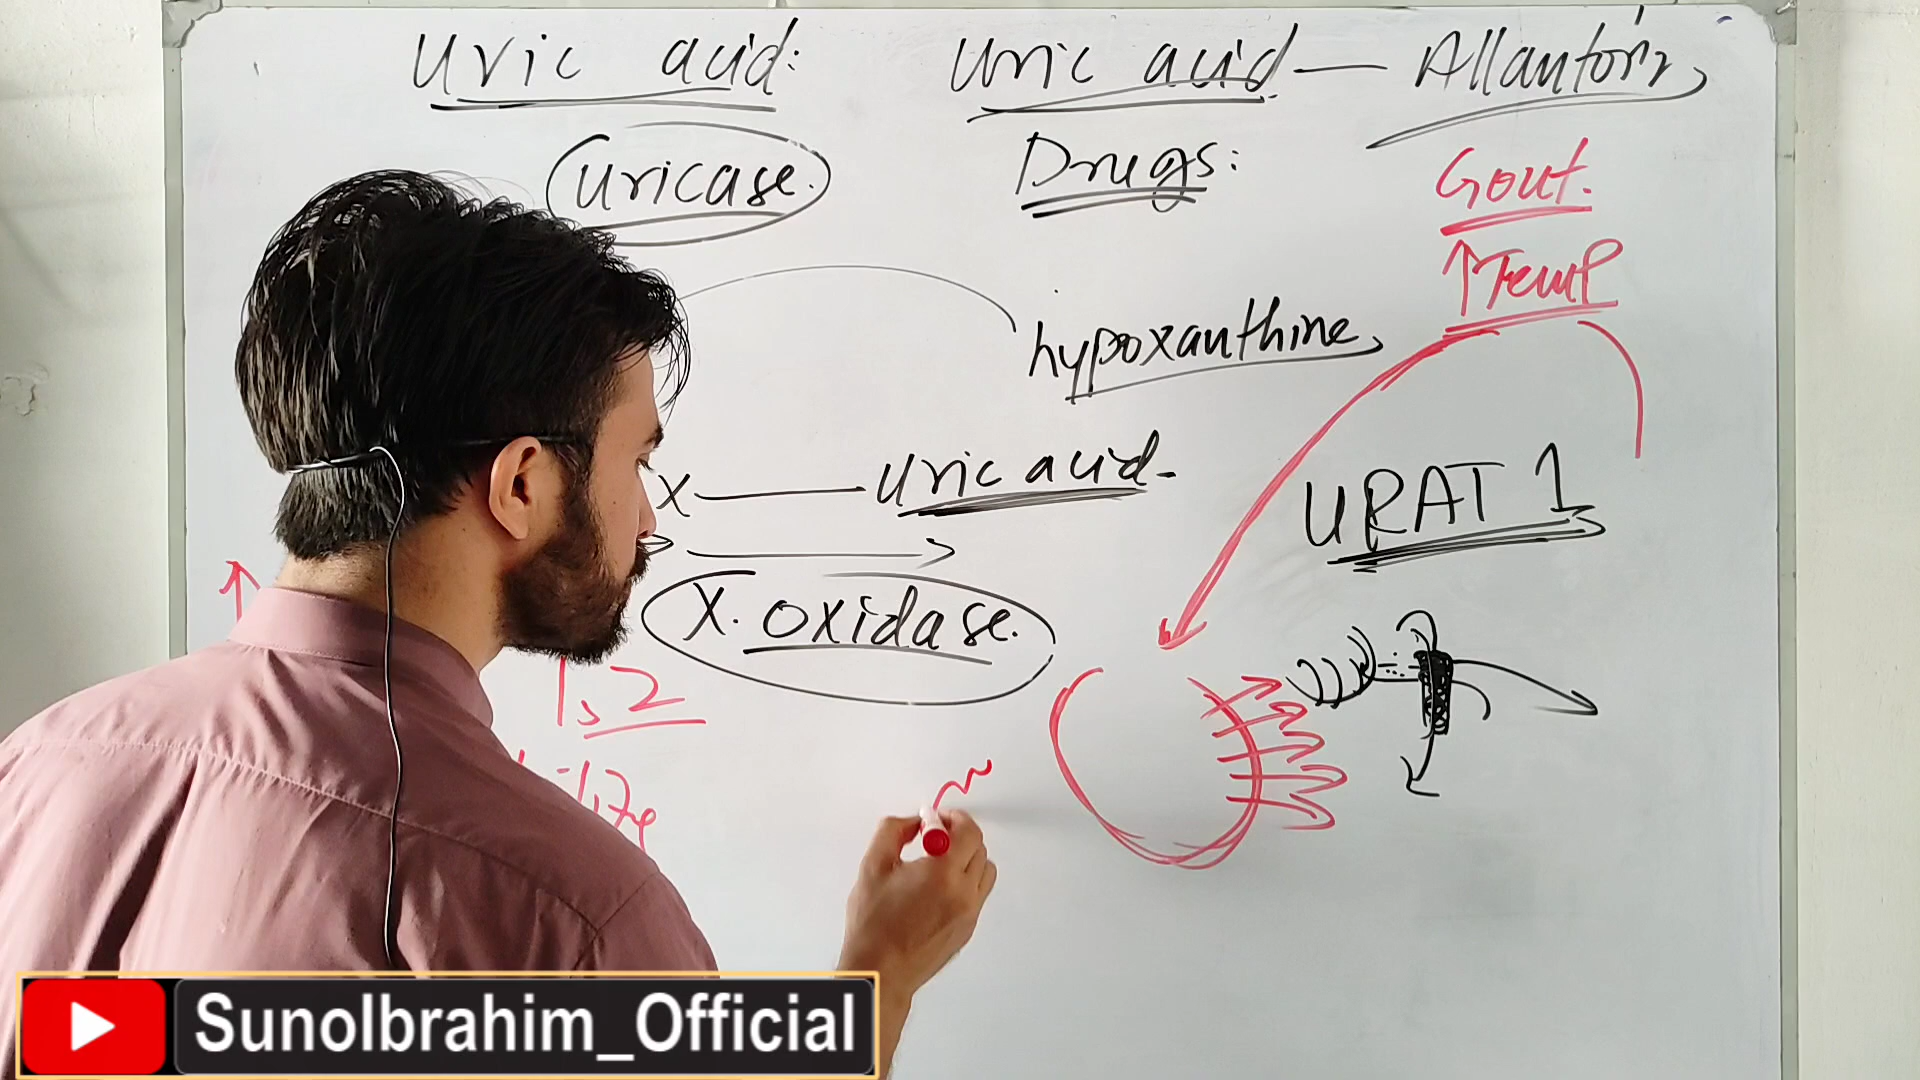 Uric acid:
Uric acid — Allantoin,
Uricase.
Drugs:
Gout.
↑Temp
hypoxanthine,
X — Uric acid -
URAT 1
X. oxidase.
1,2
SunoIbrahim_Official